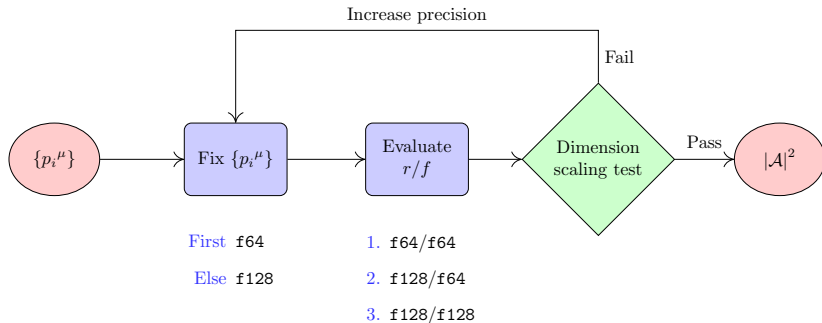 Increase precision
Fail
{p_i^μ}
Fix {p_i^μ}
Evaluate
r/f
Dimension
scaling test
Pass
|𝒜|²
First f64
Else f128
1. f64/f64
2. f128/f64
3. f128/f128